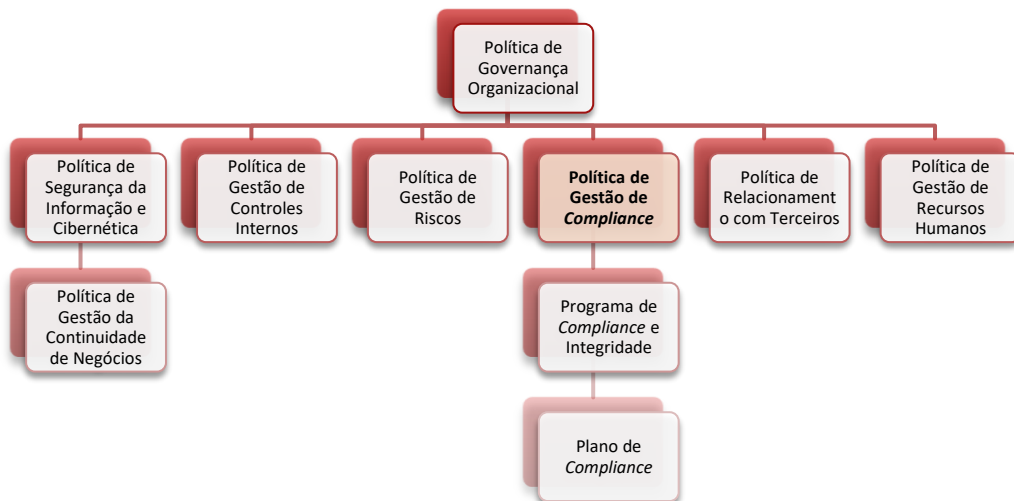 Política de
Governança
Organizacional
Política de
Segurança da
Informação e
Cibernética
Política de
Gestão de
Controles
Internos
Política de
Gestão de Riscos
Política de
Gestão de
Compliance
Política de
Relacionament
o com Terceiros
Política de
Gestão de
Recursos
Humanos
Política de
Gestão da
Continuidade
de Negócios
Programa de
Compliance e
Integridade
Plano de
Compliance